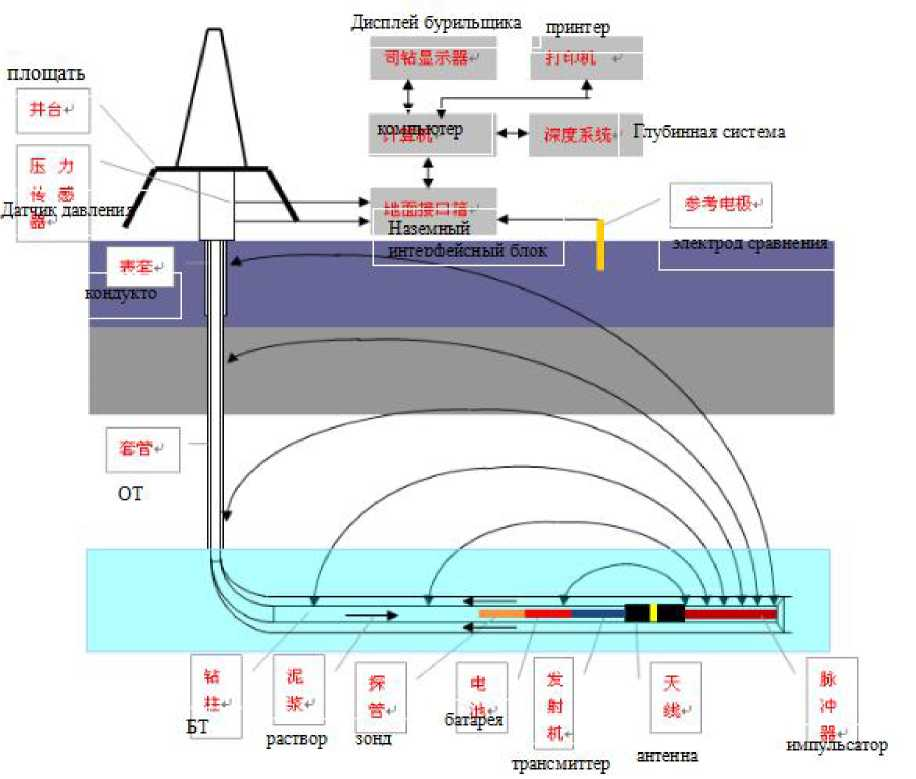 Дисплей бурильщика
принтер
司钻显示器
打印机
площать
井台
компьютер
计算机
深度系统
Глубинная система
压力
传感
器
Датчик давления
地面接口箱
Наземный
интерфейсный блок
参考电极
электрод сравнения
表套
кондукто
套管
ОТ
钻
柱
БТ
泥
浆
раствор
探
管
зонд
电
池
батарея
发
射
机
трансмиттер
天
线
антенна
脉
冲
器
импульсатор